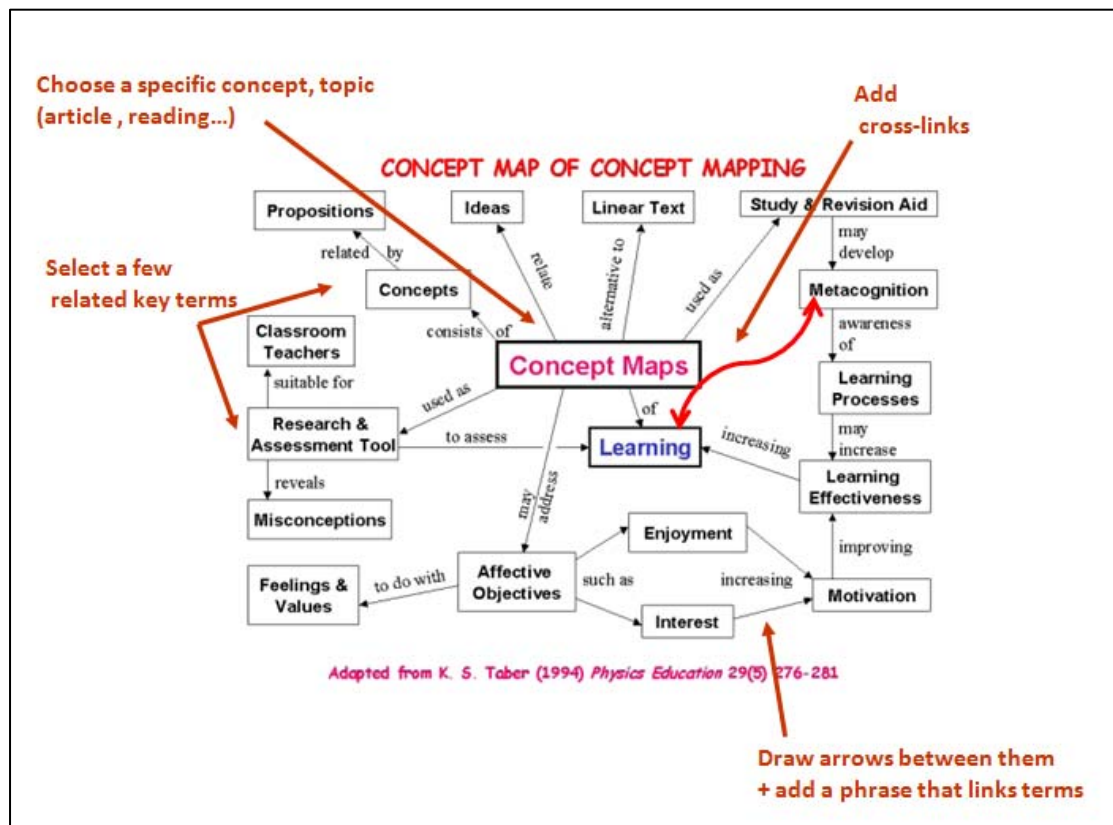 Choose a specific concept, topic
(article , reading...)
Add
cross-links
CONCEPT MAP OF CONCEPT MAPPING
Propositions
Ideas
Linear Text
Study & Revision Aid
related by
relate
alternative to
used as
may
develop
Select a few
related key terms
Concepts
Metacognition
consists of
awareness
of
Classroom
Teachers
Concept Maps
Learning
Processes
suitable for
used as
of
may
increase
Research &
Assessment Tool
to assess
Learning
increasing
Learning
Effectiveness
reveals
may
address
Misconceptions
Enjoyment
improving
Feelings &
Values
to do with
Affective
Objectives
such as
increasing
Motivation
Interest
Adapted from K. S. Taber (1994) Physics Education 29(5) 276-281
Draw arrows between them
+ add a phrase that links terms